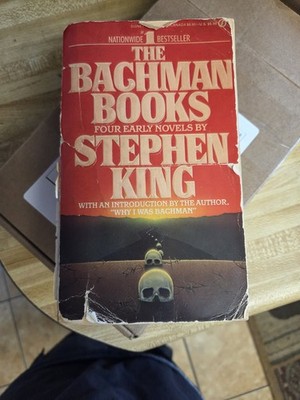 NATIONWIDE #1 BESTSELLER
THE
BACHMAN
BOOKS
FOUR EARLY NOVELS BY
STEPHEN
KING
WITH AN INTRODUCTION BY THE AUTHOR,
"WHY I WAS BACHMAN"